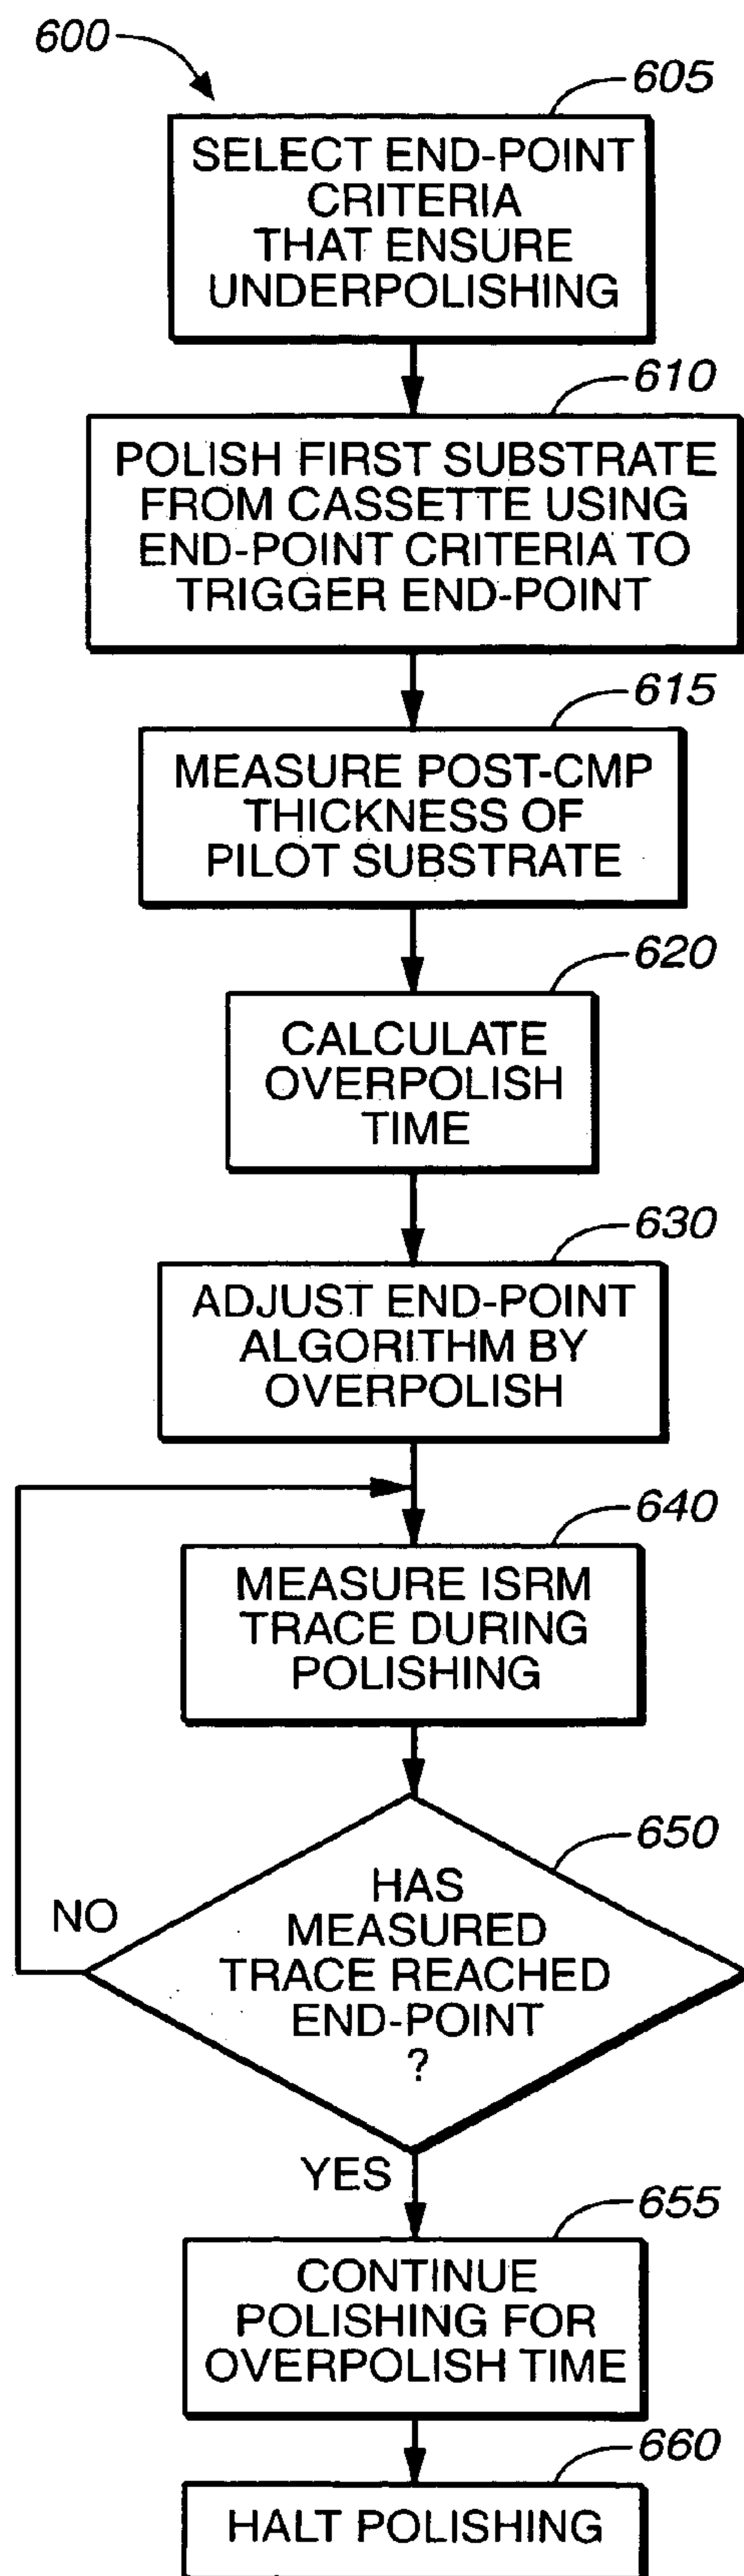 600
605
SELECT END-POINT
CRITERIA
THAT ENSURE
UNDERPOLISHING
610
POLISH FIRST SUBSTRATE
FROM CASSETTE USING
END-POINT CRITERIA TO
TRIGGER END-POINT
615
MEASURE POST-CMP
THICKNESS OF
PILOT SUBSTRATE
620
CALCULATE
OVERPOLISH
TIME
630
ADJUST END-POINT
ALGORITHM BY
OVERPOLISH
640
MEASURE ISRM
TRACE DURING
POLISHING
650
HAS
MEASURED
TRACE REACHED
END-POINT
?
NO
YES
655
CONTINUE
POLISHING FOR
OVERPOLISH TIME
660
HALT POLISHING